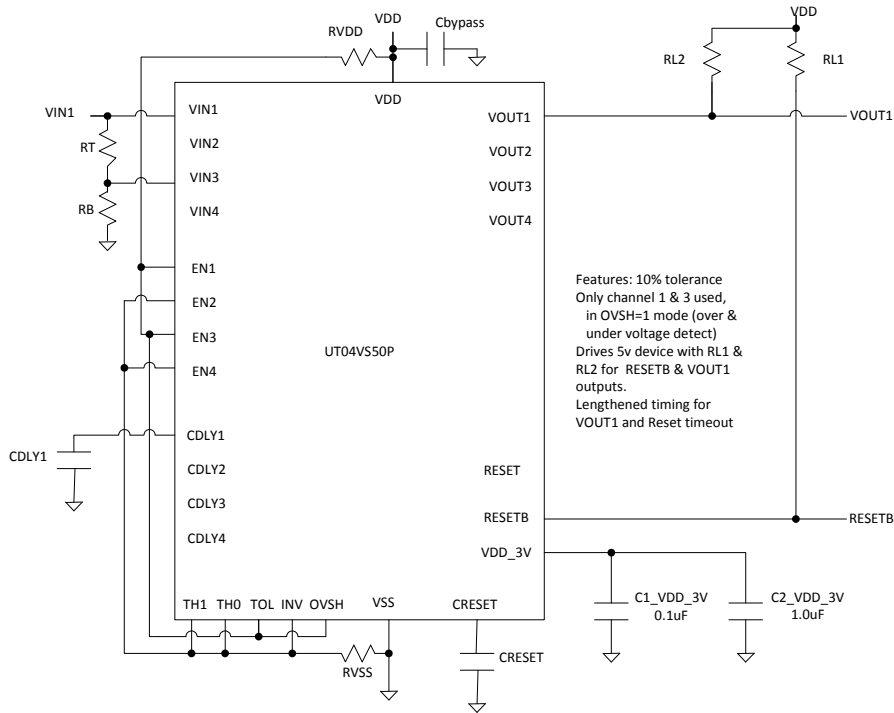 VDD
Cbypass
RVDD
VDD
VDD
RL2
RL1
VIN1
VIN1
VOUT1
VOUT1
RT
VIN2
VOUT2
VIN3
VOUT3
RB
VIN4
VOUT4
EN1
EN2
EN3
EN4
UT04VS50P
Features: 10% tolerance
Only channel 1 & 3 used,
in OVSH=1 mode (over &
under voltage detect)
Drives 5v device with RL1 &
RL2 for RESETB & VOUT1
outputs.
Lengthened timing for
VOUT1 and Reset timeout
CDLY1
CDLY1
CDLY2
RESET
CDLY3
RESETB
RESETB
CDLY4
VDD_3V
TH1 TH0 TOL INV OVSH VSS CRESET
C1_VDD_3V
0.1uF
C2_VDD_3V
1.0uF
RVSS
CRESET